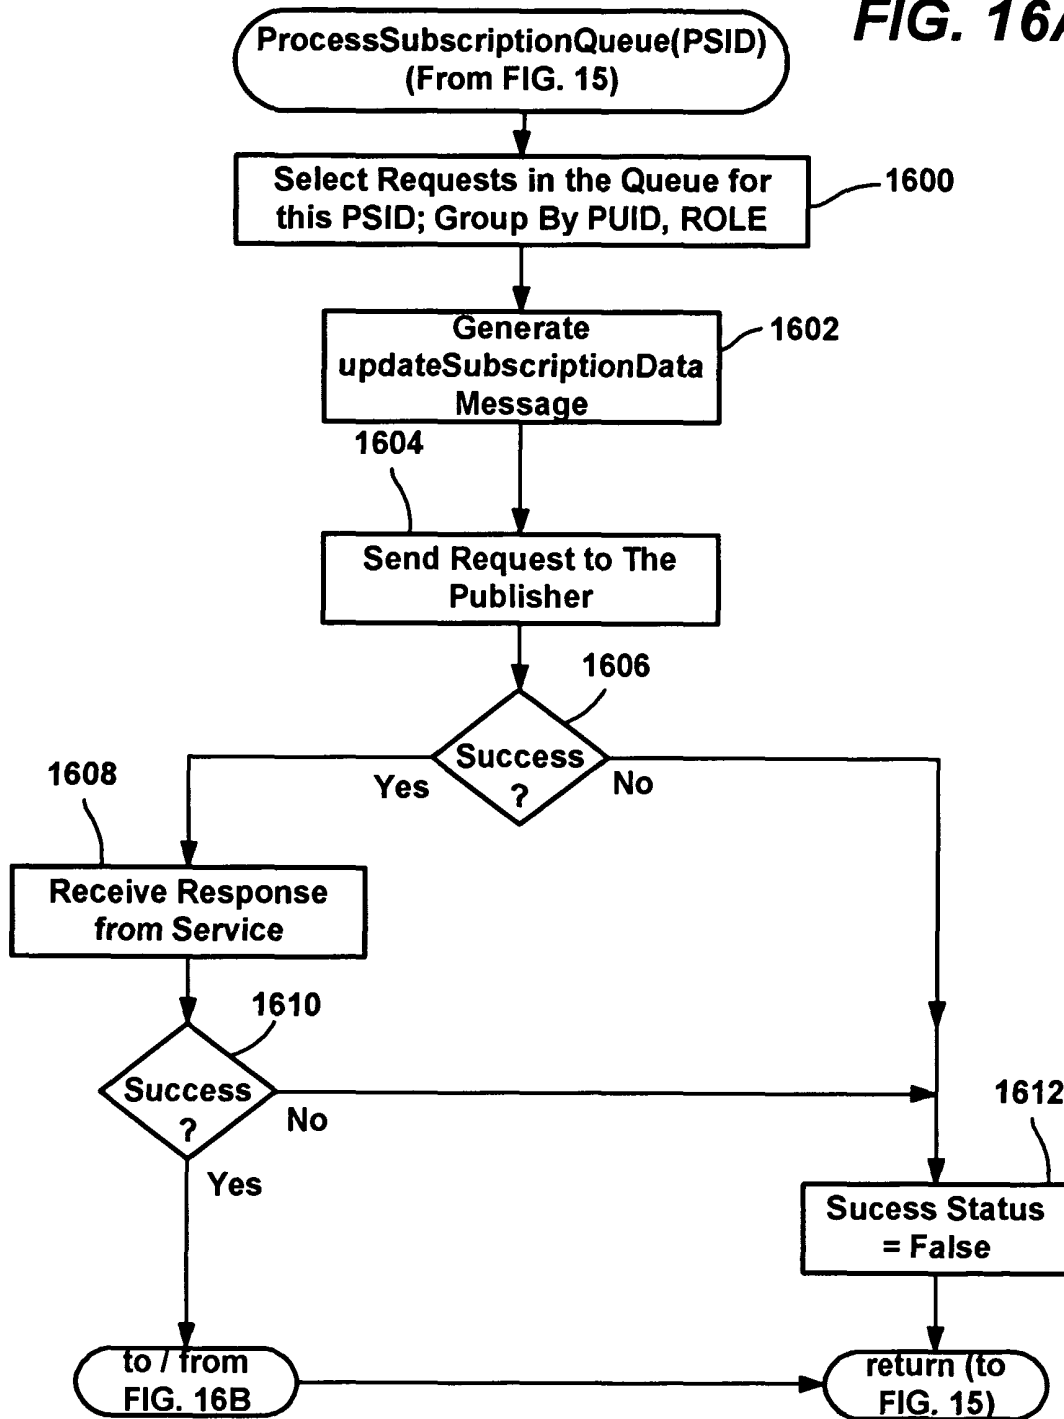 FIG. 16A
ProcessSubscriptionQueue(PSID)
(From FIG. 15)
Select Requests in the Queue for
this PSID; Group By PUID, ROLE
1600
Generate
updateSubscriptionData
Message
1602
1604
Send Request to The
Publisher
1606
Success
?
Yes
No
1608
Receive Response
from Service
1610
Success
?
No
Yes
1612
Sucess Status
= False
to / from
FIG. 16B
return (to
FIG. 15)